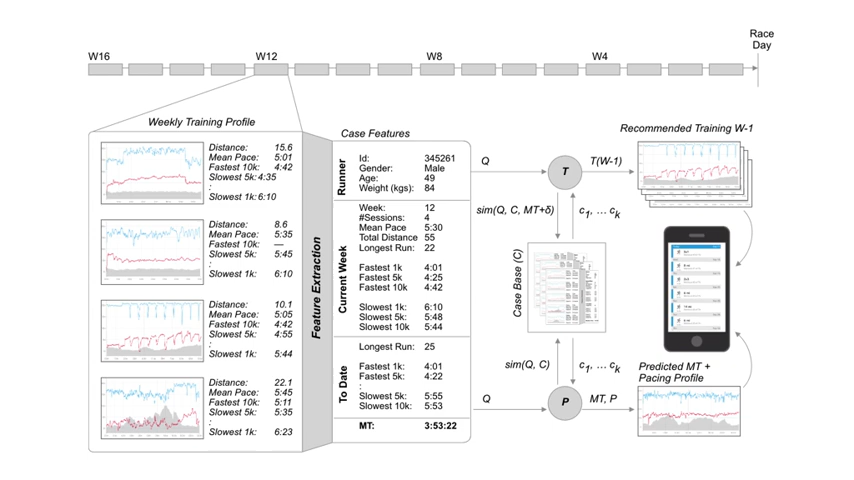 Race
Day
W16
W12
W8
W4
Weekly Training Profile
Distance: 15.6
Mean Pace: 5:01
Fastest 10k: 4:42
Slowest 5k: 4:35
:
Slowest 1k: 6:10
Distance: 8.6
Mean Pace: 5:35
Fastest 10k: —
Slowest 5k: 5:45
:
Slowest 1k: 6:10
Distance: 10.1
Mean Pace: 5:05
Fastest 10k: 4:42
Slowest 5k: 4:55
:
Slowest 1k: 5:44
Distance: 22.1
Mean Pace: 5:45
Fastest 10k: 5:11
Slowest 5k: 5:35
:
Slowest 1k: 6:23
Feature Extraction
Case Features
Runner
Id: 345261
Gender: Male
Age: 49
Weight (kgs): 84
Current Week
Week: 12
#Sessions: 4
Mean Pace 5:30
Total Distance 55
Longest Run: 22
Fastest 1k 4:01
Fastest 5k 4:25
Fastest 10k 4:42
Slowest 1k: 6:10
Slowest 5k: 5:48
Slowest 10k 5:44
To Date
Longest Run: 25
Fastest 1k: 4:01
Fastest 5k: 4:22
:
Slowest 5k: 5:55
Slowest 10k: 5:53
MT: 3:53:22
Q
T
T(W-1)
sim(Q, C, MT+δ)
c1, ... ck
Case Base (C)
sim(Q, C)
c1, ... ck
Q
P
MT, P
Recommended Training W-1
Predicted MT +
Pacing Profile